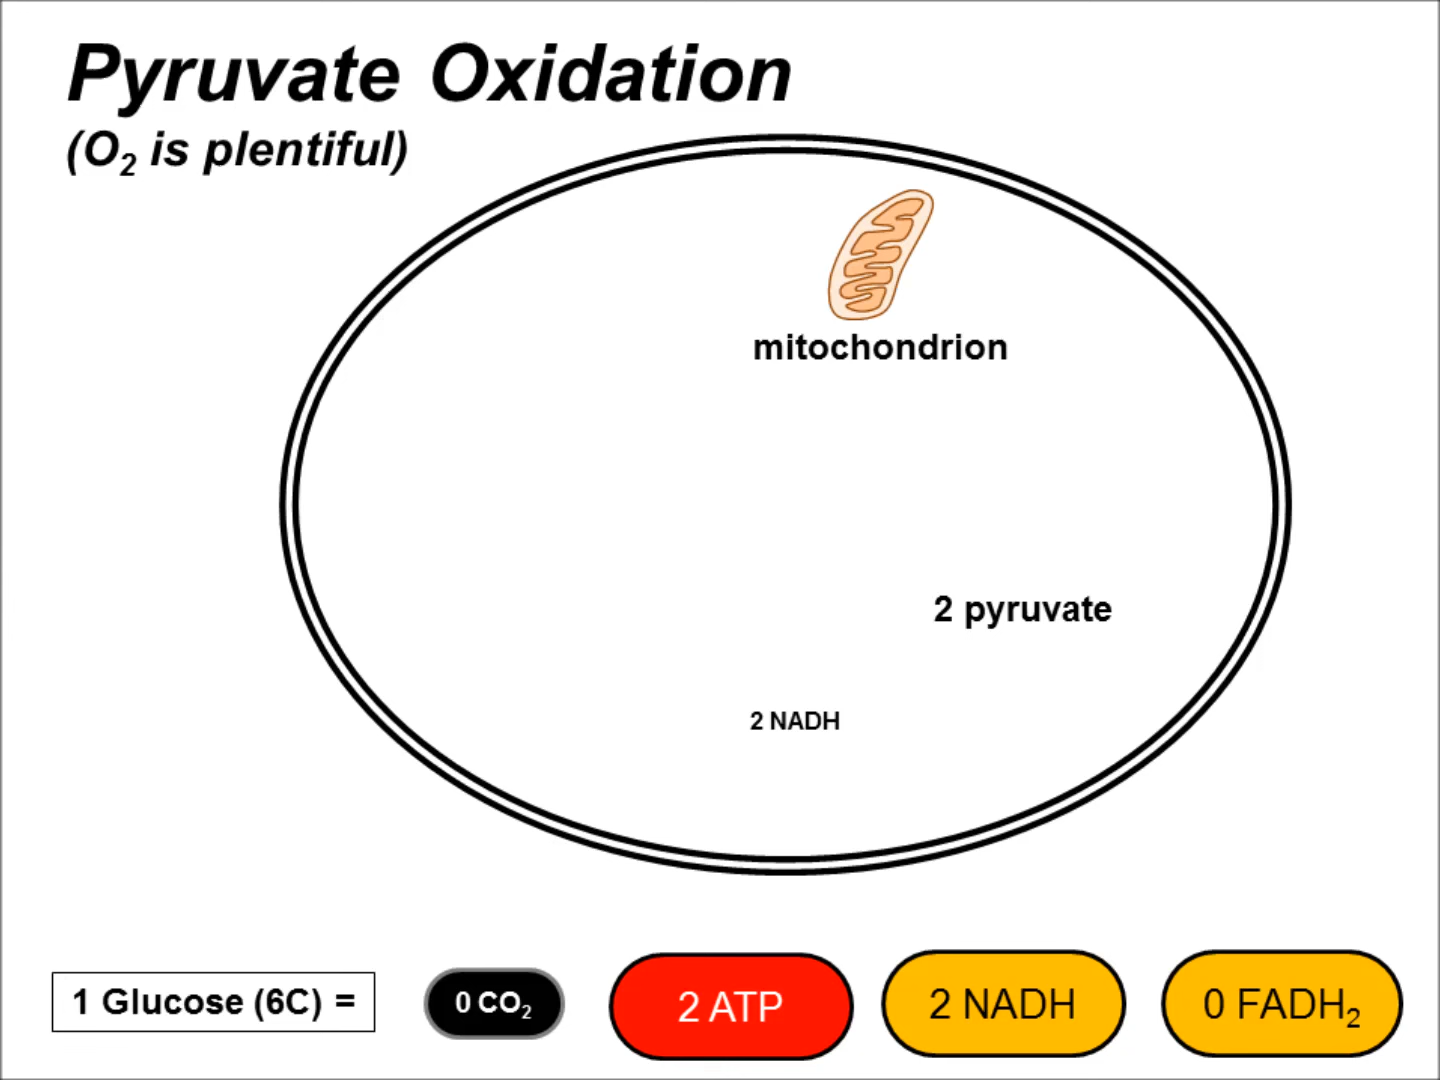 Pyruvate Oxidation
(O₂ is plentiful)
mitochondrion
2 pyruvate
2 NADH
1 Glucose (6C) =
0 CO₂
2 ATP
2 NADH
0 FADH₂